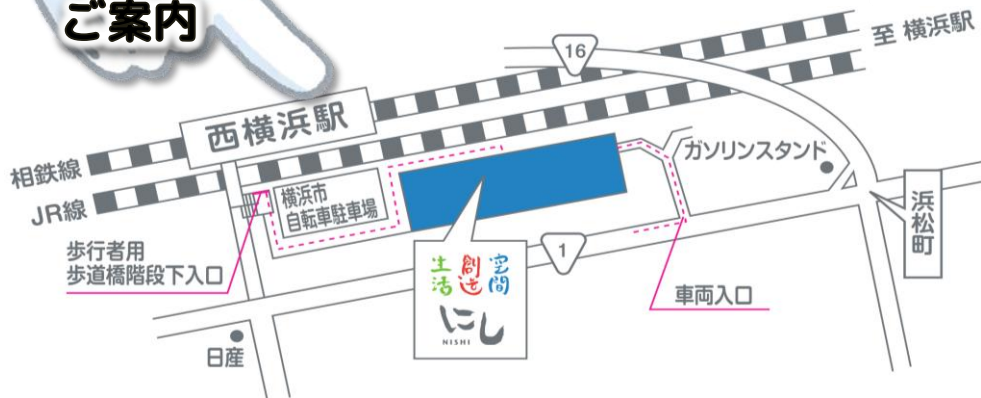 ご案内
至 横浜駅
16
西横浜駅
相鉄線
JR線
ガソリンスタンド
横浜市
自転車駐車場
浜松町
歩行者用
歩道橋階段下入口
1
生活 創造 空間
にし
NISHI
車両入口
日産